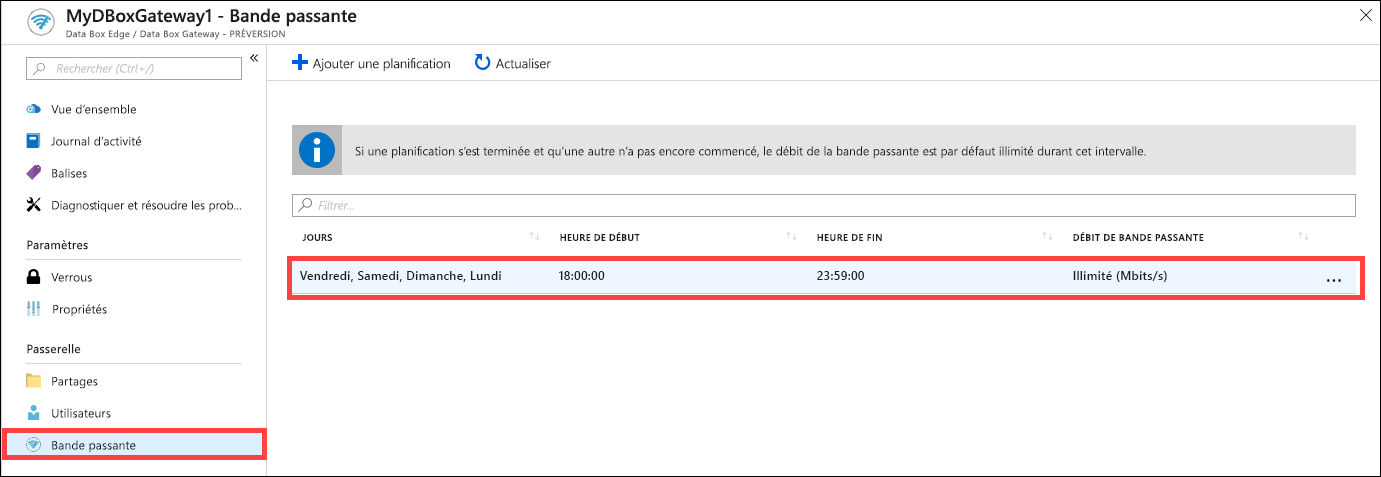 MyDBoxGateway1 - Bande passante
Data Box Edge / Data Box Gateway - PRÉVERSION
Rechercher (Ctrl+/)
Vue d'ensemble
Journal d'activité
Balises
Diagnostiquer et résoudre les prob...
Paramètres
Verrous
Propriétés
Passerelle
Partages
Utilisateurs
Bande passante
Ajouter une planification Actualiser
Si une planification s'est terminée et qu'une autre n'a pas encore commencé, le débit de la bande passante est par défaut illimité durant cet intervalle.
Filtrer...
JOURS HEURE DE DÉBUT HEURE DE FIN DÉBIT DE BANDE PASSANTE
Vendredi, Samedi, Dimanche, Lundi 18:00:00 23:59:00 Illimité (Mbits/s) ...